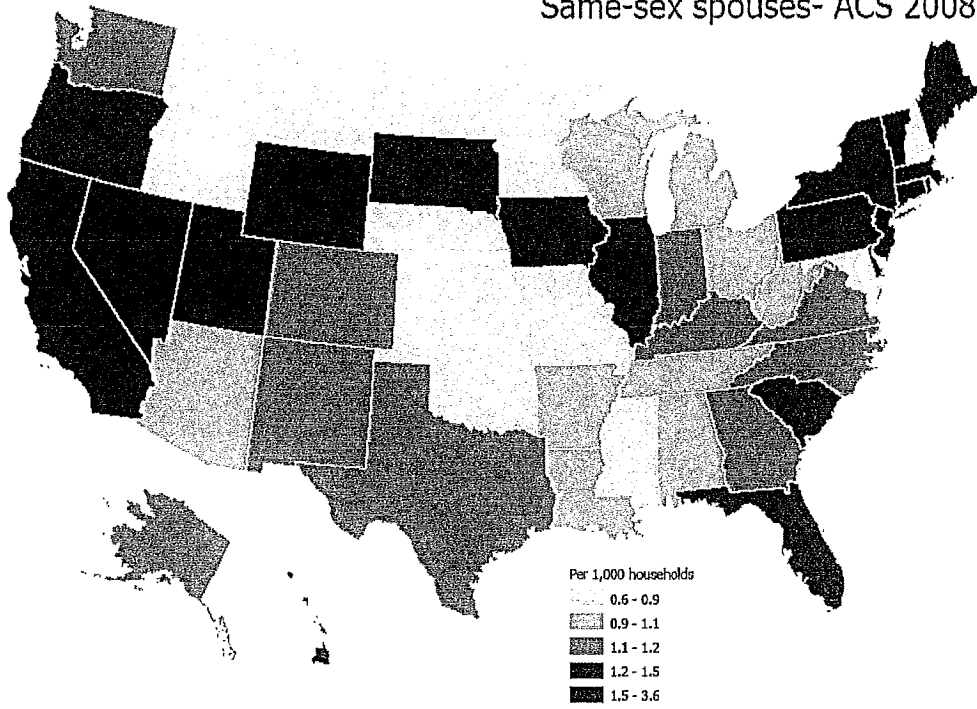 Same-sex spouses- ACS 2008
Per 1,000 households
0.6 - 0.9
0.9 - 1.1
1.1 - 1.2
1.2 - 1.5
1.5 - 3.6